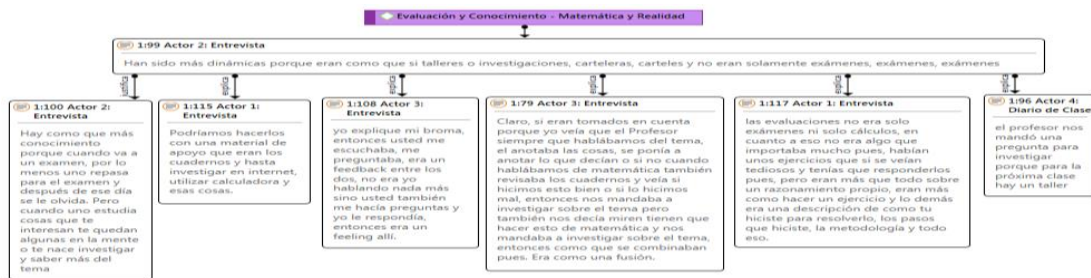 Evaluación y Conocimiento - Matemática y Realidad
1:99 Actor 2: Entrevista
Han sido más dinámicas porque eran como que si talleres o investigaciones, carteleras, carteles y no eran solamente exámenes, exámenes, exámenes
1:100 Actor 2:
Entrevista
Hay como que más
conocimiento
porque cuando va a
un examen, por lo
menos uno repasa
para el examen y
después de ese día
se le olvida. Pero
cuando uno estudia
cosas que te
interesan te quedan
algunas en la mente
o te nace investigar
y saber más del
tema
1:115 Actor 1:
Entrevista
Podríamos hacerlos
con una material de
apoyo que eran los
cuadernos y hasta
investigar en internet,
utilizar calculadora y
esas cosas.
1:108 Actor 3:
Entrevista
yo explique mi broma,
entonces usted me
escuchaba, me
preguntaba, era un
feedback entre los
dos, no era yo
hablando nada más
sino usted también
me hacía preguntas y
yo le respondía,
entonces era un
feeling allí.
1:79 Actor 3: Entrevista
Claro, si eran tomados en cuenta
porque yo veía que el Profesor
siempre que hablábamos del tema,
el anotaba las cosas, se ponía a
anotar lo que decían o si no cuando
hablábamos de matemática también
revisaba los cuadernos y veía si
hicimos esto bien o si lo hicimos
mal, entonces nos mandaba a
investigar sobre el tema pero
también nos decía miren tienen que
hacer esto de matemática y nos
mandaba a investigar sobre el tema,
entonces como que se combinaban
pues. Era como una fusión.
1:117 Actor 1: Entrevista
las evaluaciones no era solo
exámenes ni solo cálculos, en
cuanto a eso no era algo que
importaba mucho pues, habían
unos ejercicios que si se veían
tediosos y tenías que responderlos
pues, pero eran más que todo sobre
un razonamiento propio, eran más
como hacer un ejercicio y lo demás
era una descripción de como tu
hiciste para resolverlo, los pasos
que hiciste, la metodología y todo
eso.
1:96 Actor 4:
Diario de Clase
el profesor nos
mandó una
pregunta para
investigar
porque para la
próxima clase
hay un taller